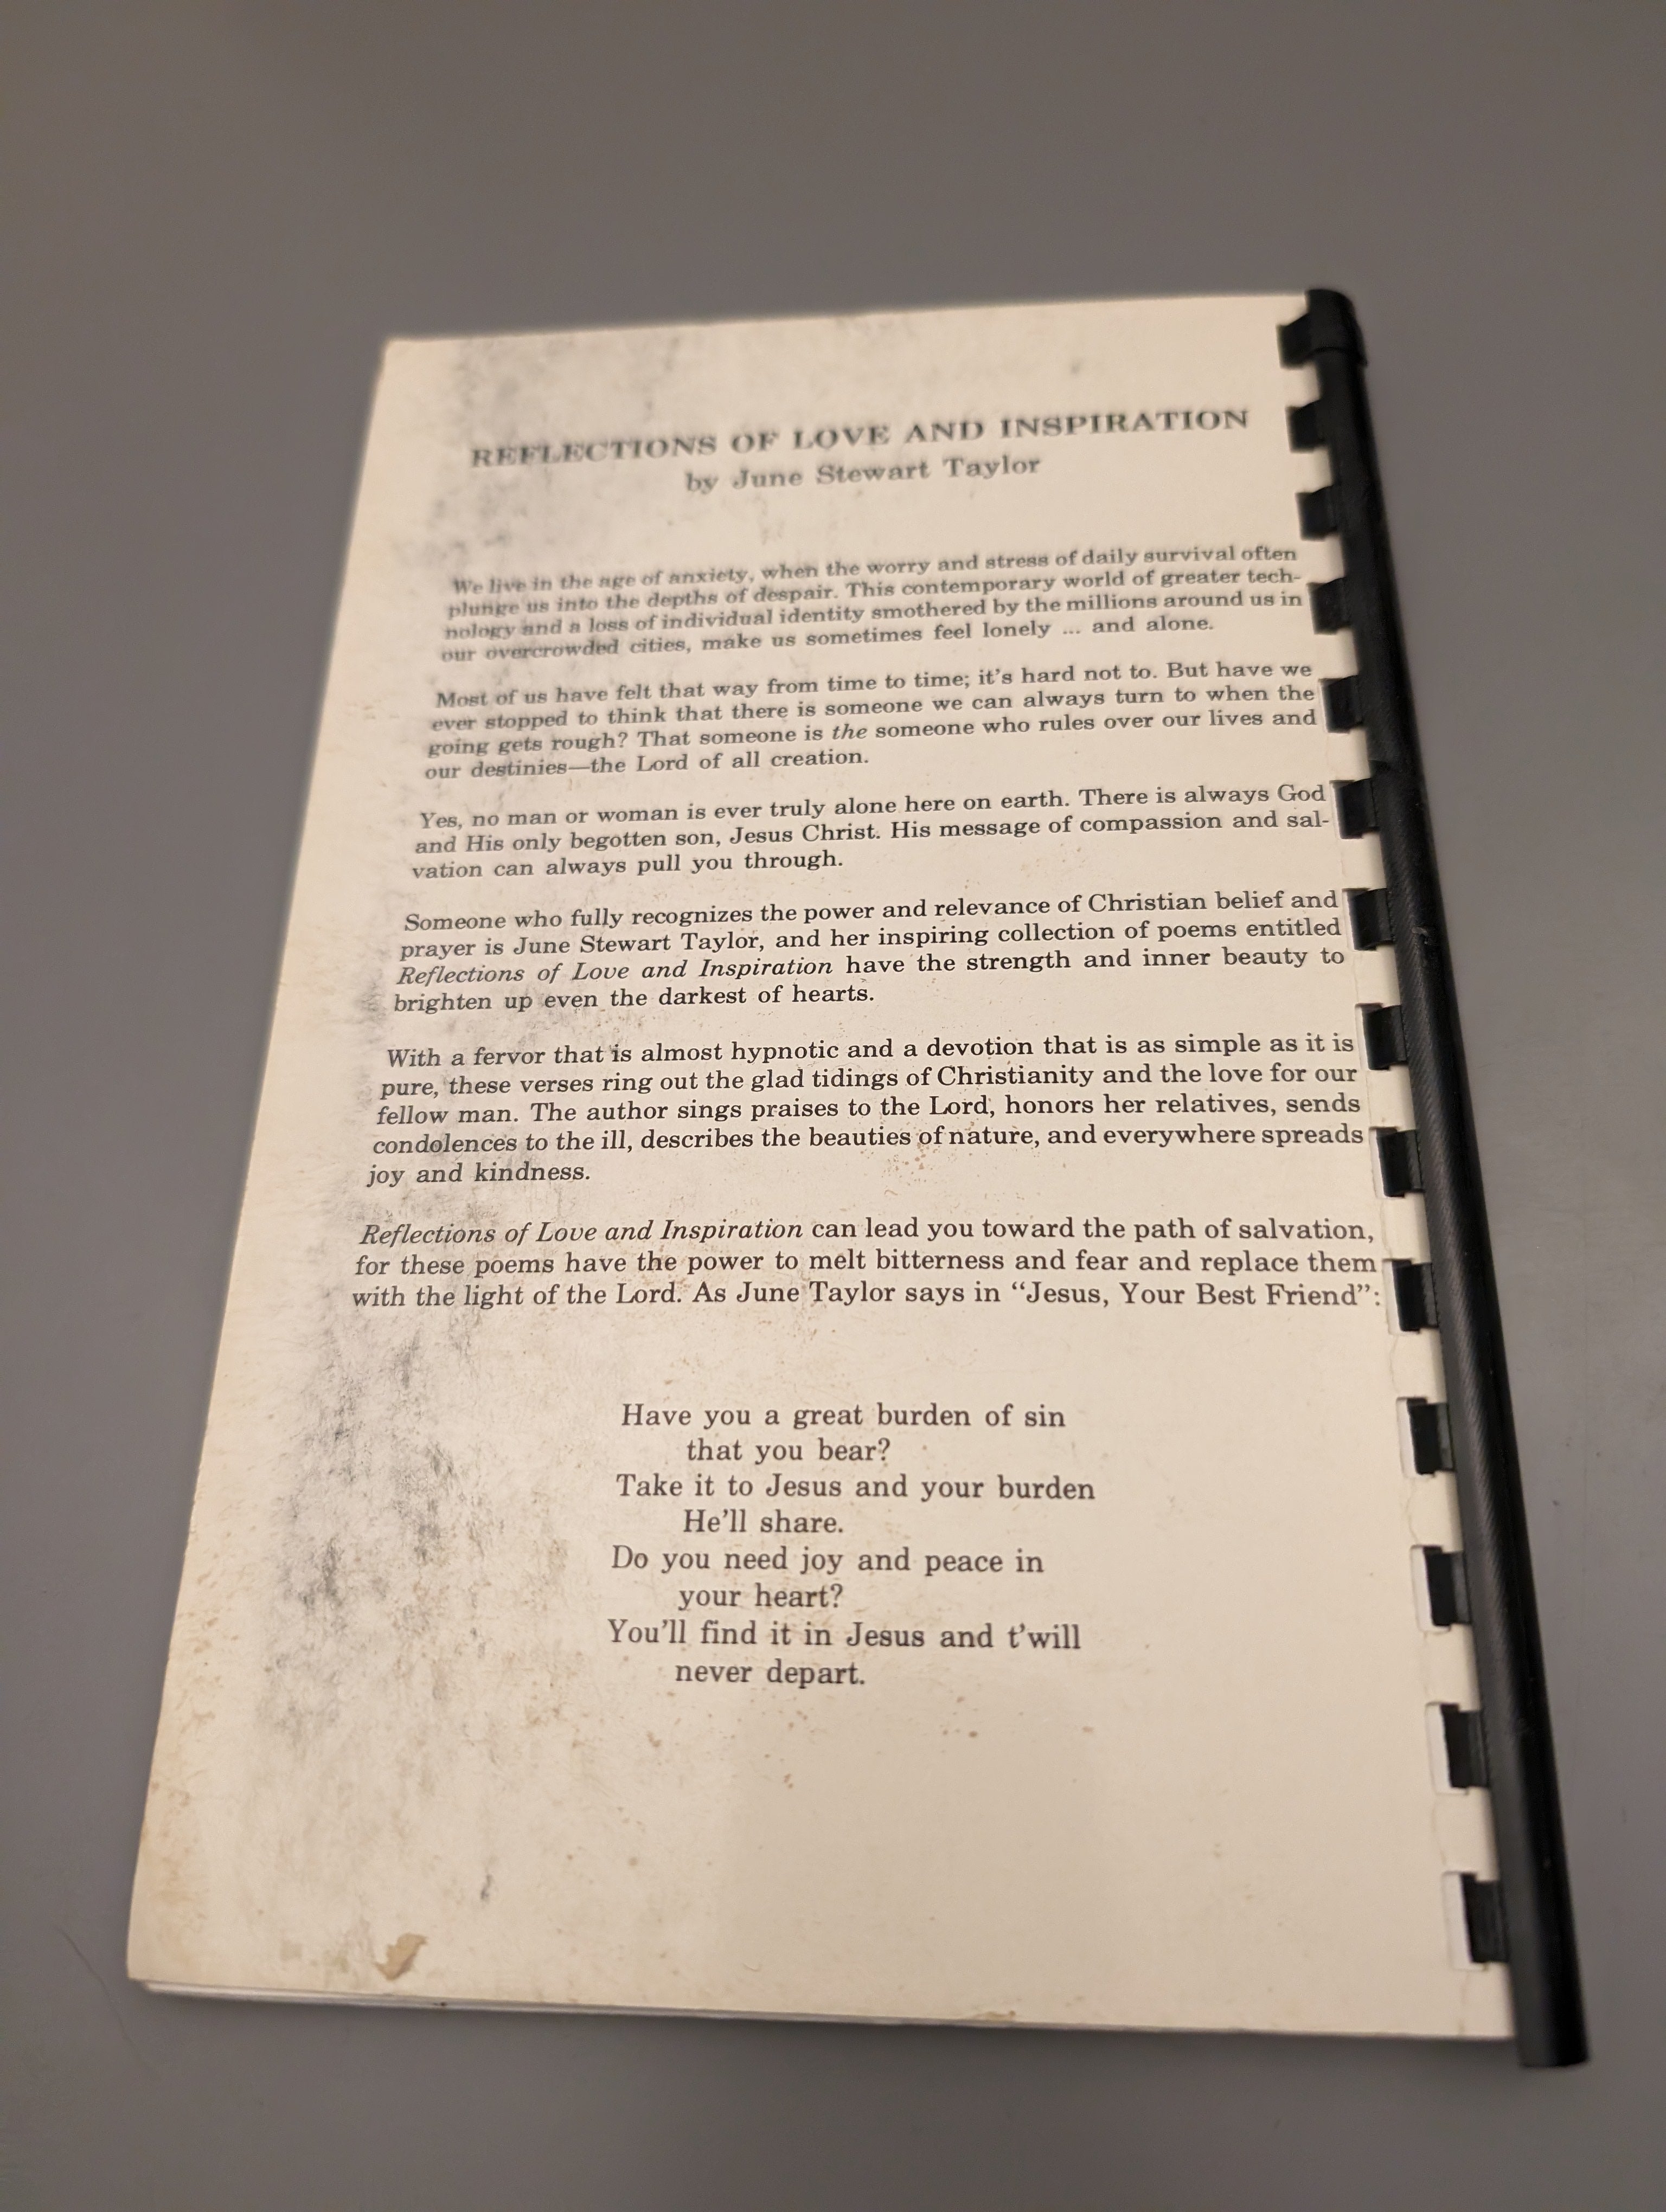 REFLECTIONS OF LOVE AND INSPIRATION
by June Stewart Taylor
We live in the age of anxiety, when the worry and stress of daily survival often
plunge us into the depths of despair. This contemporary world of greater tech-
nology and a loss of individual identity smothered by the millions around us in
our overcrowded cities, make us sometimes feel lonely ... and alone.
Most of us have felt that way from time to time; it's hard not to. But have we
ever stopped to think that there is someone we can always turn to when the
going gets rough? That someone is the someone who rules over our lives and
our destinies—the Lord of all creation.
Yes, no man or woman is ever truly alone here on earth. There is always God
and His only begotten son, Jesus Christ. His message of compassion and sal-
vation can always pull you through.
Someone who fully recognizes the power and relevance of Christian belief and
prayer is June Stewart Taylor, and her inspiring collection of poems entitled
Reflections of Love and Inspiration have the strength and inner beauty to
brighten up even the darkest of hearts.
With a fervor that is almost hypnotic and a devotion that is as simple as it is
pure, these verses ring out the glad tidings of Christianity and the love for our
fellow man. The author sings praises to the Lord, honors her relatives, sends
condolences to the ill, describes the beauties of nature, and everywhere spreads
joy and kindness.
Reflections of Love and Inspiration can lead you toward the path of salvation,
for these poems have the power to melt bitterness and fear and replace them
with the light of the Lord. As June Taylor says in “Jesus, Your Best Friend”:
Have you a great burden of sin
that you bear?
Take it to Jesus and your burden
He'll share.
Do you need joy and peace in
your heart?
You'll find it in Jesus and t'will
never depart.